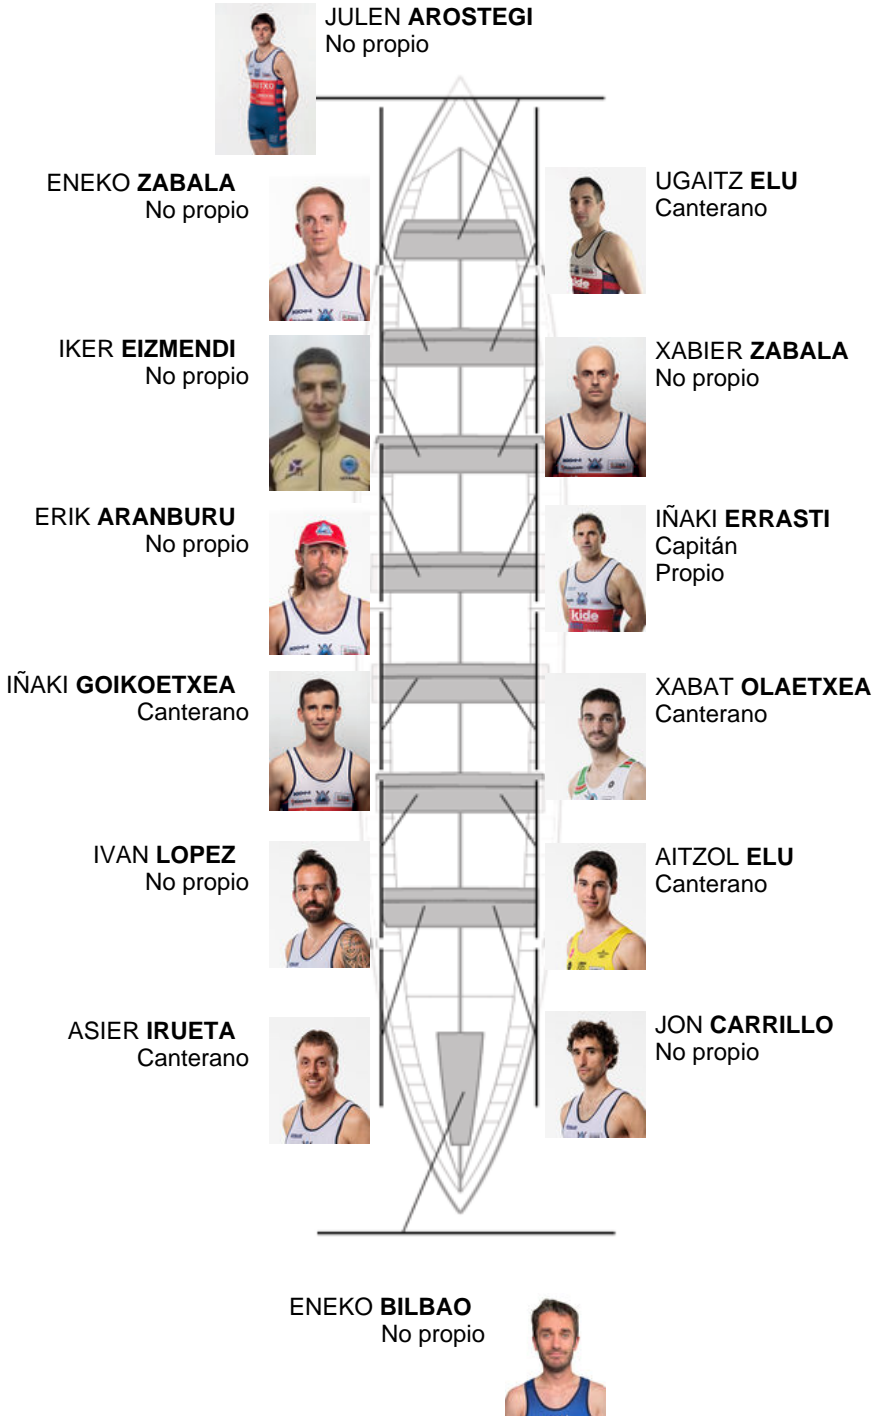 JULEN AROSTEGI
No propio
ENEKO ZABALA
No propio
UGAITZ ELU
Canterano
IKER EIZMENDI
No propio
XABIER ZABALA
No propio
ERIK ARANBURU
No propio
IÑAKI ERRASTI
Capitán
Propio
kide
kide
IÑAKI GOIKOETXEA
Canterano
XABAT OLAETXEA
Canterano
IVAN LOPEZ
No propio
AITZOL ELU
Canterano
ASIER IRUETA
Canterano
JON CARRILLO
No propio
ENEKO BILBAO
No propio